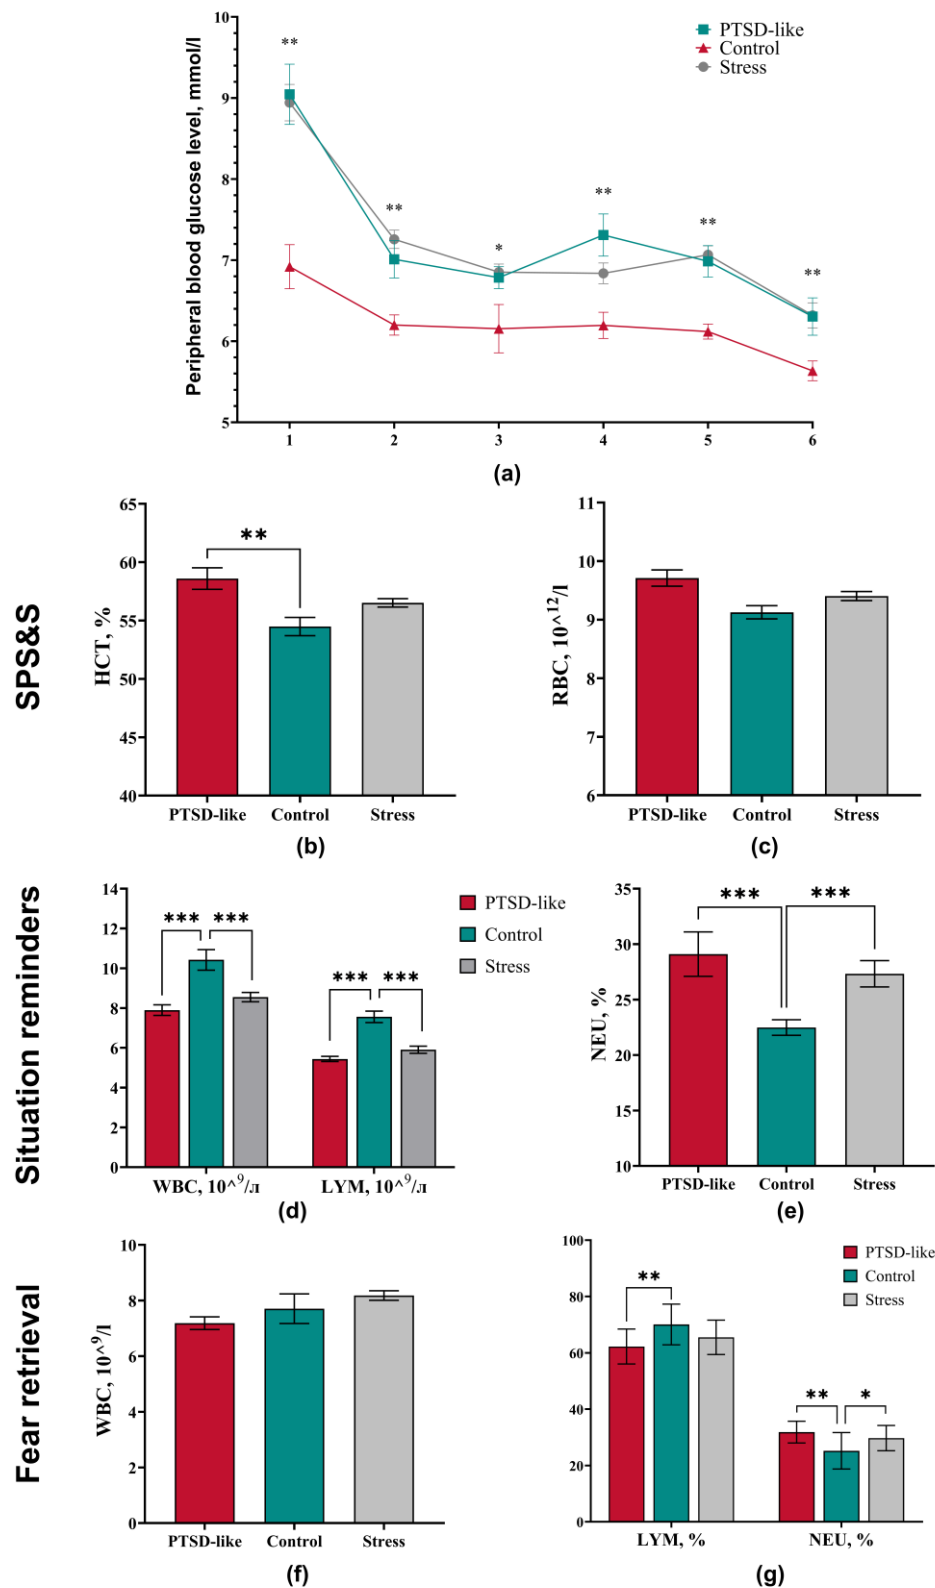 PTSD-like
Control
Stress
Peripheral blood glucose level, mmol/l
10
9
8
7
6
5
** ** * ** ** **
1 2 3 4 5 6
(a)
SPS&S
HCT, %
65
60
55
50
45
40
**
PTSD-like Control Stress
(b)
RBC, 10^12/l
11
10
9
8
7
6
PTSD-like Control Stress
(c)
Situation reminders
14
12
10
8
6
4
2
0
*** *** *** ***
PTSD-like
Control
Stress
WBC, 10^9/л LYM, 10^9/л
(d)
NEU, %
35
30
25
20
15
10
*** ***
PTSD-like Control Stress
(e)
Fear retrieval
WBC, 10^9/l
10
8
6
4
2
0
PTSD-like Control Stress
(f)
100
80
60
40
20
0
** ** *
PTSD-like
Control
Stress
LYM, % NEU, %
(g)